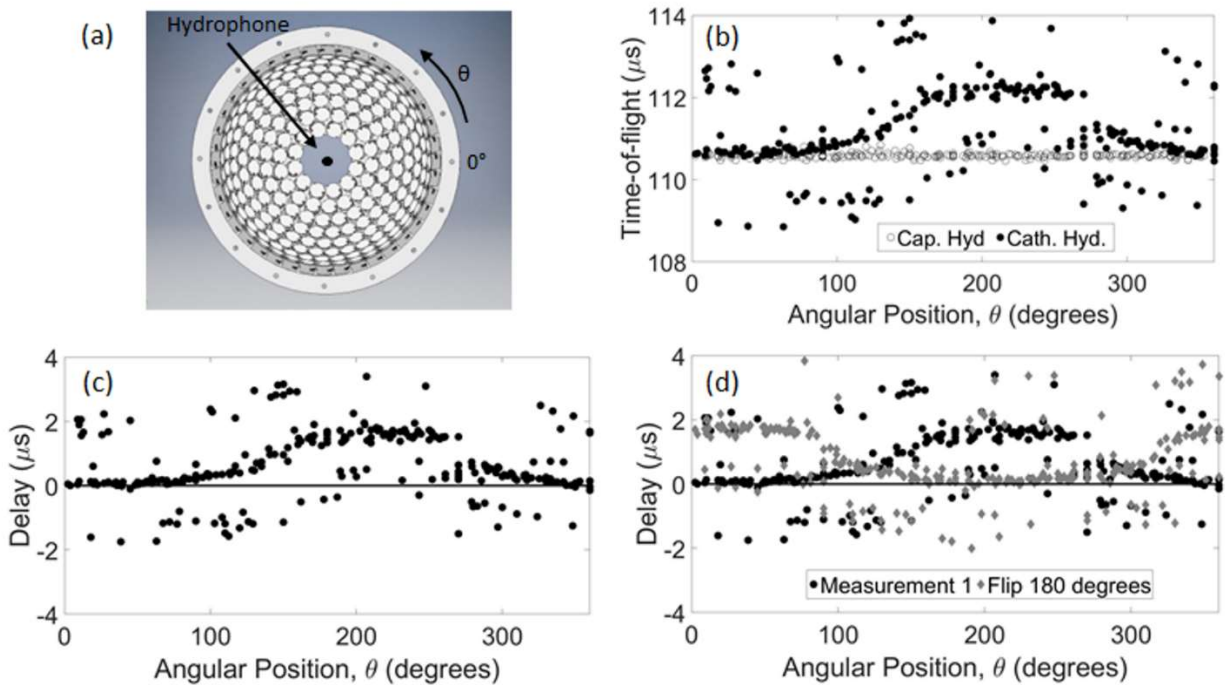 (a)
Hydrophone
θ
0°
(b)
Time-of-flight (μs)
114
112
110
108
Cap. Hyd Cath. Hyd.
0 100 200 300
Angular Position, θ (degrees)
(c)
Delay (μs)
4
2
0
-2
-4
0 100 200 300
Angular Position, θ (degrees)
(d)
Delay (μs)
4
2
0
-2
-4
Measurement 1 Flip 180 degrees
0 100 200 300
Angular Position, θ (degrees)